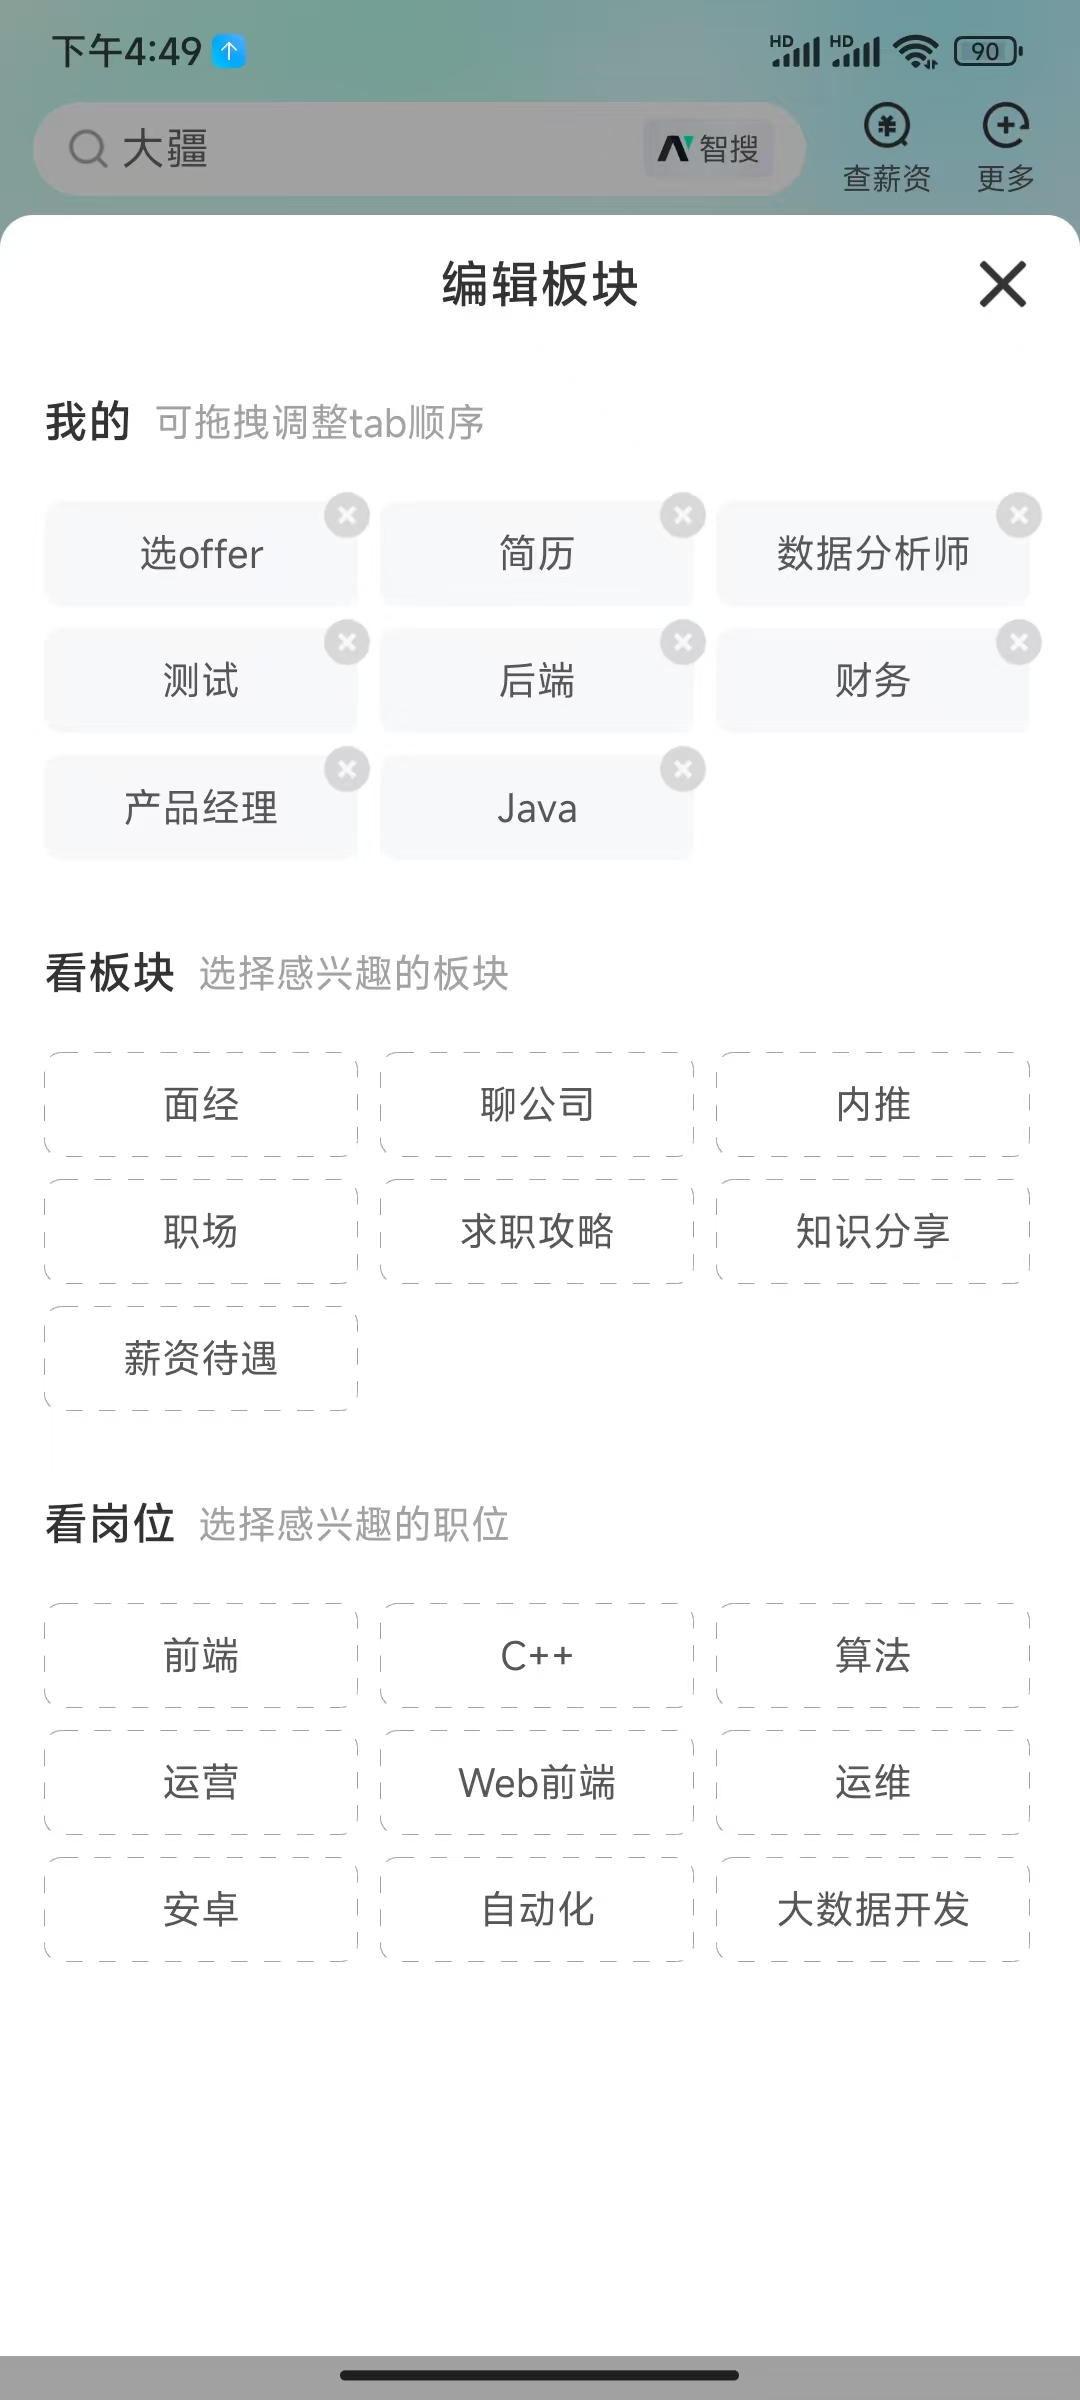 下午4:49
HD HD 90
大疆 智搜
查薪资 更多
编辑板块
我的 可拖拽调整tab顺序
选offer 简历 数据分析师
测试 后端 财务
产品经理 Java
看板块 选择感兴趣的板块
面经 聊公司 内推
职场 求职攻略 知识分享
薪资待遇
看岗位 选择感兴趣的职位
前端 C++ 算法
运营 Web前端 运维
安卓 自动化 大数据开发